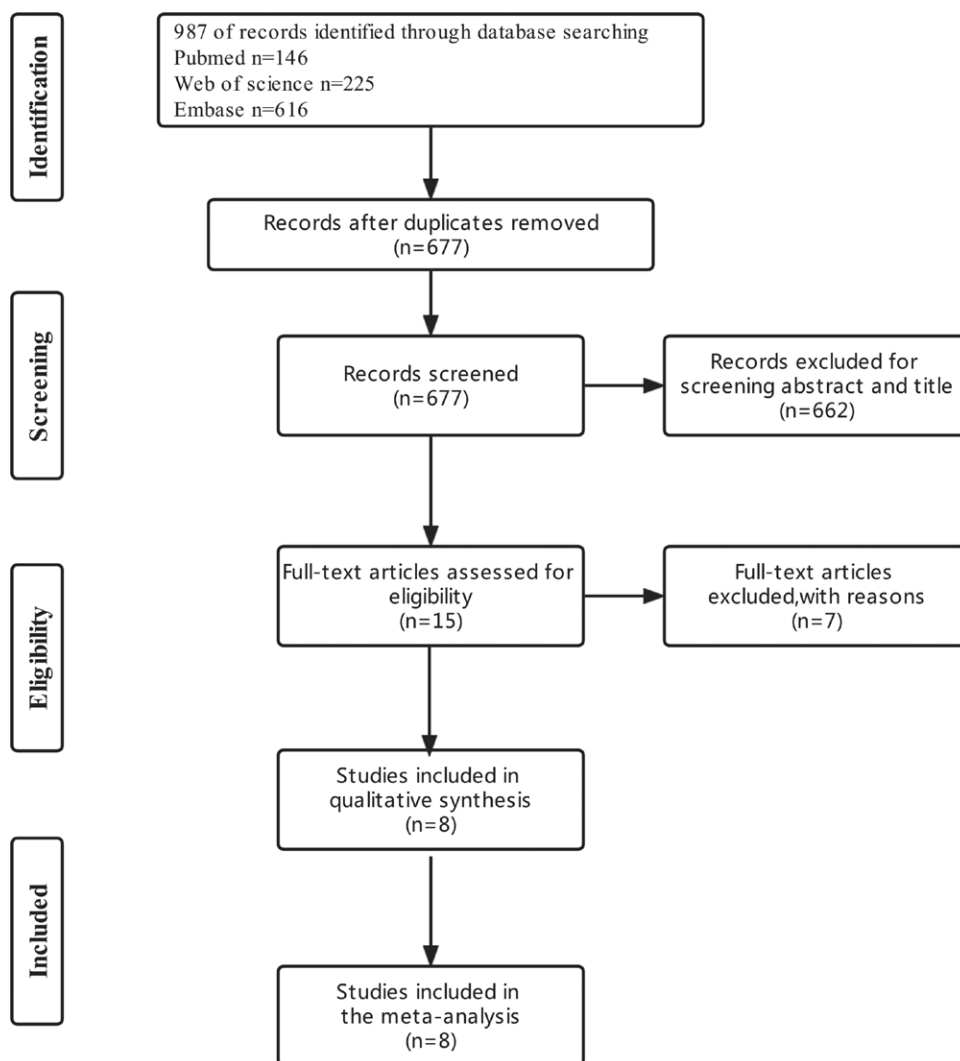 Identification
987 of records identified through database searching
Pubmed n=146
Web of science n=225
Embase n=616
Records after duplicates removed
(n=677)
Screening
Records screened
(n=677)
Records excluded for
screening abstract and title
(n=662)
Eligibility
Full-text articles assessed for
eligibility
(n=15)
Full-text articles
excluded,with reasons
(n=7)
Studies included in
qualitative synthesis
(n=8)
Included
Studies included in
the meta-analysis
(n=8)